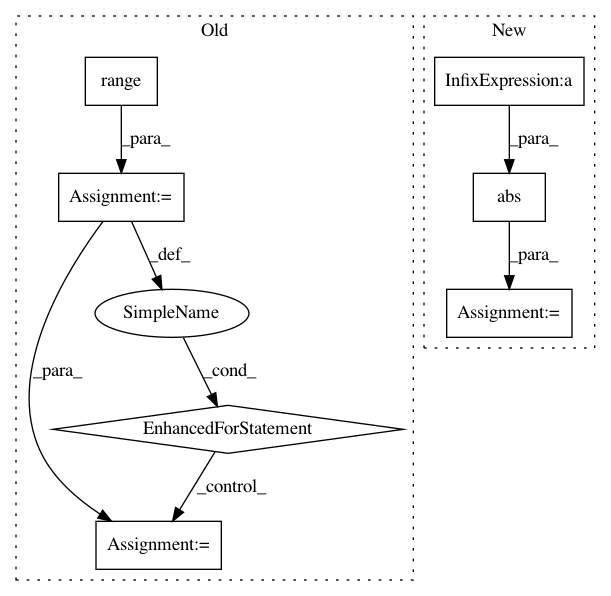 Old
New
range
InfixExpression:a
_para_
_para_
Assignment:=
abs
_def_
_para_
SimpleName
Assignment:=
_para_
_cond_
EnhancedForStatement
_control_
Assignment:=